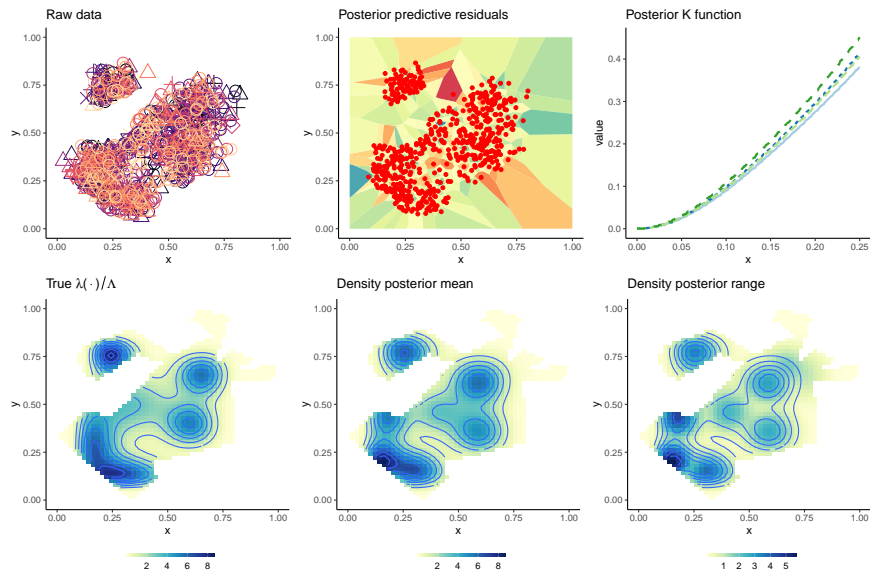 Raw data
1.00
0.75
0.50
0.25
0.00
y
0.00 0.25 0.50 0.75 1.00
x
Posterior predictive residuals
1.00
0.75
0.50
0.25
0.00
y
0.00 0.25 0.50 0.75 1.00
x
Posterior K function
0.4
0.3
0.2
0.1
0.0
value
0.00 0.05 0.10 0.15 0.20 0.25
x
True λ(·)/Λ
1.00
0.75
0.50
0.25
0.00
y
0.00 0.25 0.50 0.75 1.00
x
2 4 6 8
Density posterior mean
1.00
0.75
0.50
0.25
0.00
y
0.00 0.25 0.50 0.75 1.00
x
2 4 6 8
Density posterior range
1.00
0.75
0.50
0.25
0.00
y
0.00 0.25 0.50 0.75 1.00
x
1 2 3 4 5